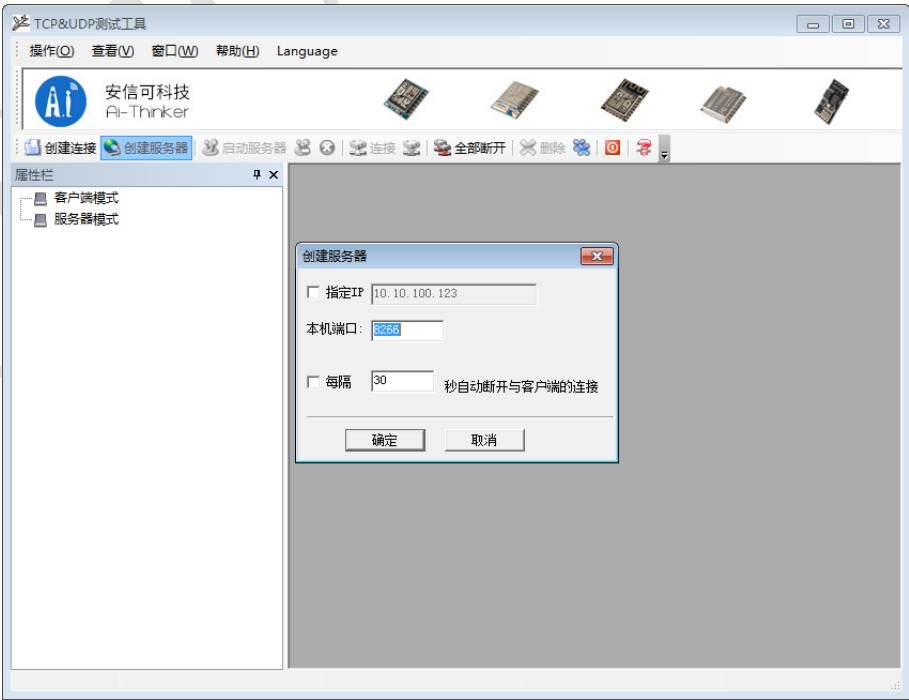 TCP&UDP测试工具
操作(O) 查看(V) 窗口(W) 帮助(H) Language
安信可科技
Ai-Thinker
创建连接 创建服务器 启动服务器 连接 全部断开 删除
属性栏
客户端模式
服务器模式
创建服务器
指定IP 10.10.100.123
本机端口: 8266
每隔 30 秒自动断开与客户端的连接
确定 取消